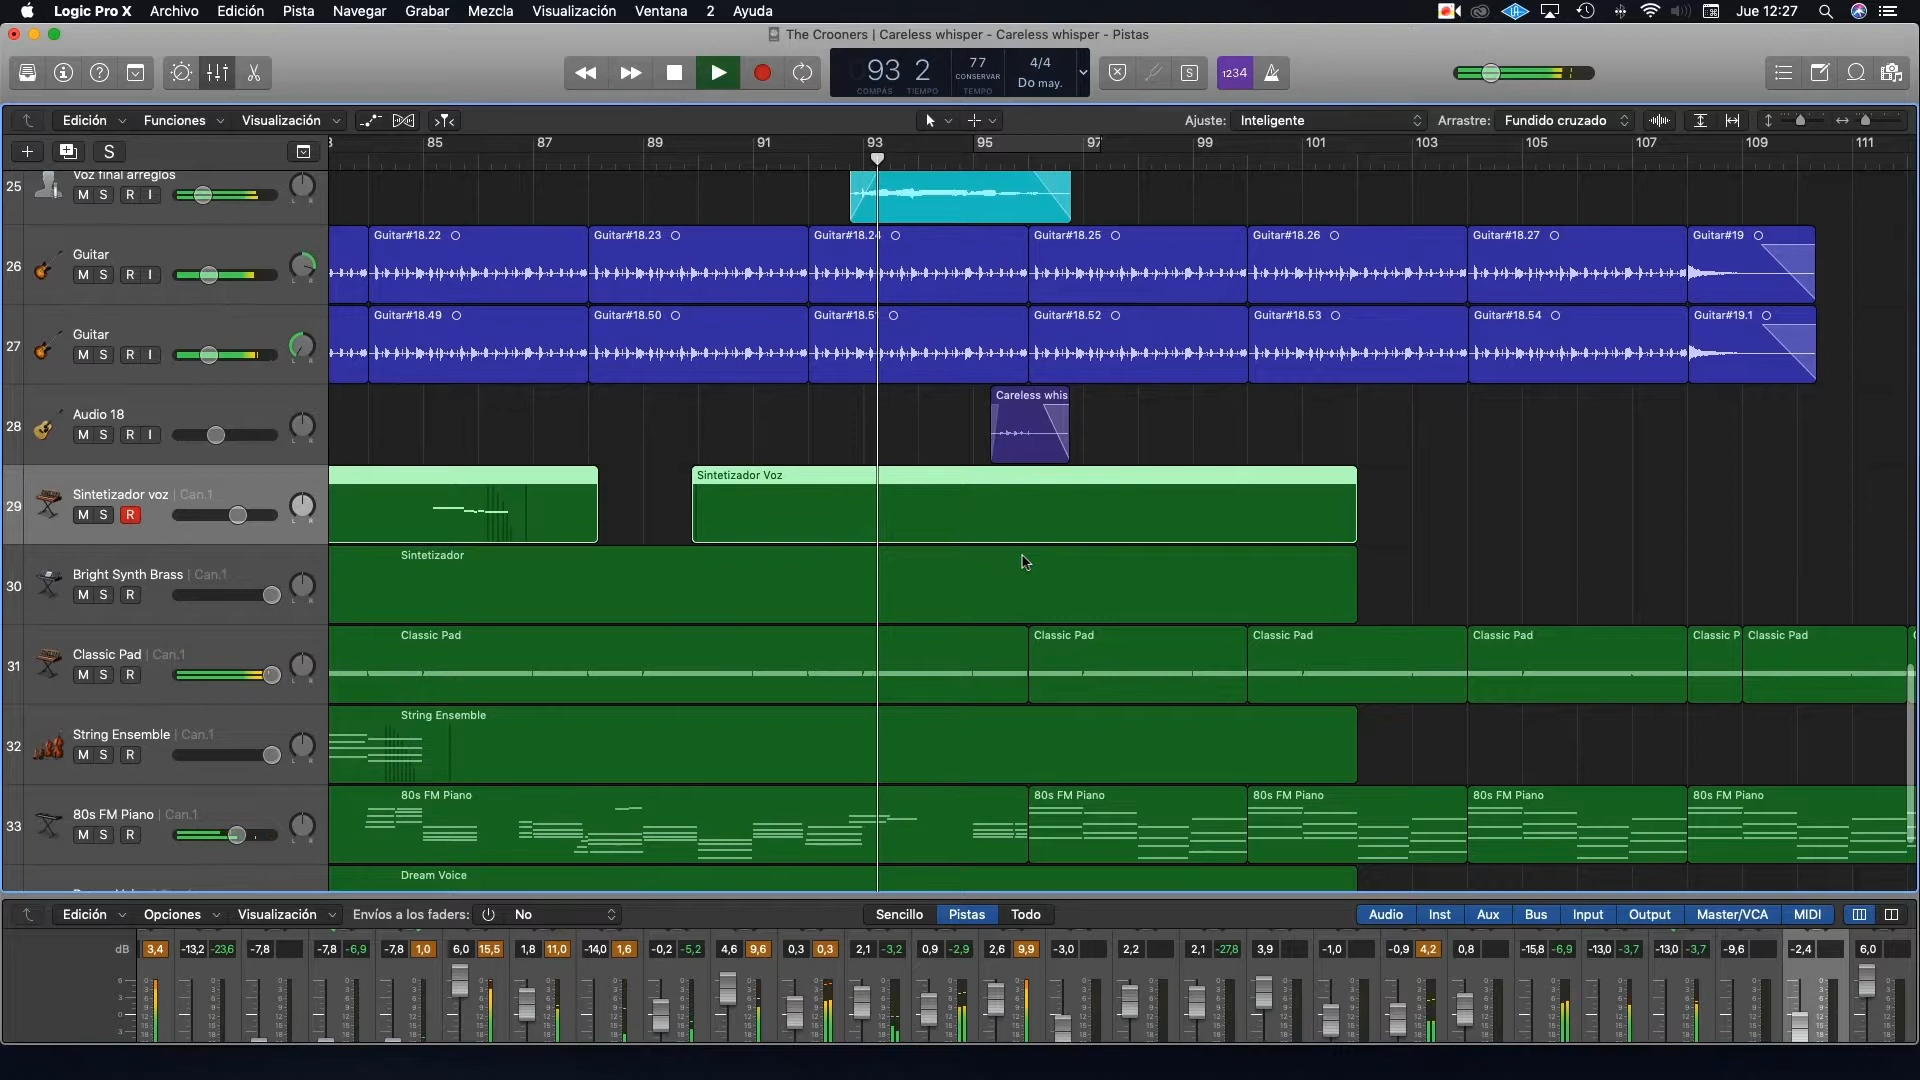 Logic Pro X Archivo Edición Pista Navegar Grabar Mezcla Visualización Ventana 2 Ayuda Jue 12:27
The Crooners | Careless whisper - Careless whisper - Pistas
93 2 77 4/4
CONSERVAR Do may.
COMPÁS TIEMPO TEMPO
S 1234
Edición Funciones Visualización Ajuste: Inteligente Arrastre: Fundido cruzado
S
85 87 89 91 93 95 97 99 101 103 105 107 109 111
25 Voz final arreglos
M S R I
Guitar#18.22 Guitar#18.23 Guitar#18.24 Guitar#18.25 Guitar#18.26 Guitar#18.27 Guitar#19
26 Guitar
M S R I
L R
Guitar#18.49 Guitar#18.50 Guitar#18.51 Guitar#18.52 Guitar#18.53 Guitar#18.54 Guitar#19.1
27 Guitar
M S R I
L R
Careless whis
28 Audio 18
M S R I
L R
Sintetizador Voz
29 Sintetizador voz | Can.1
M S R
L R
Sintetizador
30 Bright Synth Brass | Can.1
M S R
L R
Classic Pad Classic Pad Classic Pad Classic Pad Classic P Classic Pad
31 Classic Pad | Can.1
M S R
L R
String Ensemble
32 String Ensemble | Can.1
M S R
L R
80s FM Piano 80s FM Piano 80s FM Piano 80s FM Piano 80s FM Piano
33 80s FM Piano | Can.1
M S R
L R
Dream Voice
Edición Opciones Visualización Envíos a los faders: No Sencillo Pistas Todo Audio Inst Aux Bus Input Output Master/VCA MIDI
dB 3,4 -13,2 -23,6 -7,8 -7,8 -6,9 -7,8 1,0 6,0 15,5 1,8 11,0 -14,0 1,6 -0,2 -5,2 4,6 9,6 0,3 0,3 2,1 -3,2 0,9 -2,9 2,6 9,9 -3,0 2,2 2,1 -27,8 3,9 -1,0 -0,9 4,2 0,8 -15,8 -6,9 -13,0 -3,7 -13,0 -3,7 -9,6 -2,4 6,0